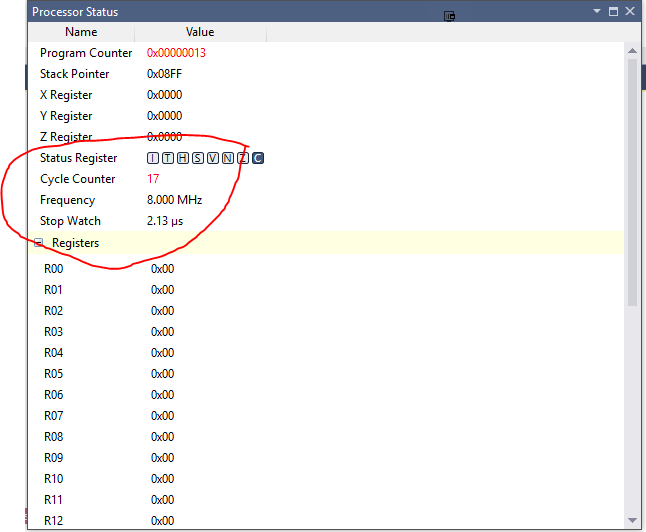 Processor Status
Name Value
Program Counter 0x00000013
Stack Pointer 0x08FF
X Register 0x0000
Y Register 0x0000
Z Register 0x0000
Status Register I T H S V N Z C
Cycle Counter 17
Frequency 8.000 MHz
Stop Watch 2.13 µs
Registers
R00 0x00
R01 0x00
R02 0x00
R03 0x00
R04 0x00
R05 0x00
R06 0x00
R07 0x00
R08 0x00
R09 0x00
R10 0x00
R11 0x00
R12 0x00